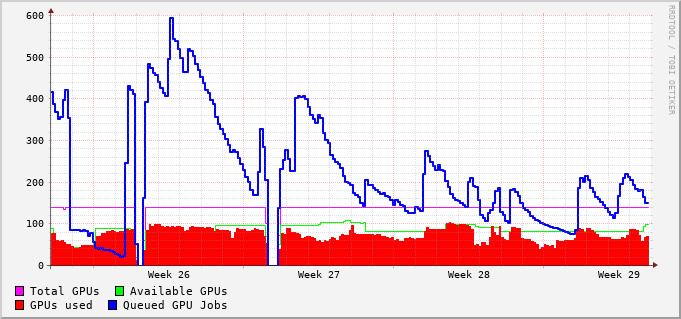 600
500
400
300
200
100
0
Week 26 Week 27 Week 28 Week 29
Total GPUs Available GPUs
GPUs used Queued GPU Jobs
RRDTOOL / TOBI OETIKER